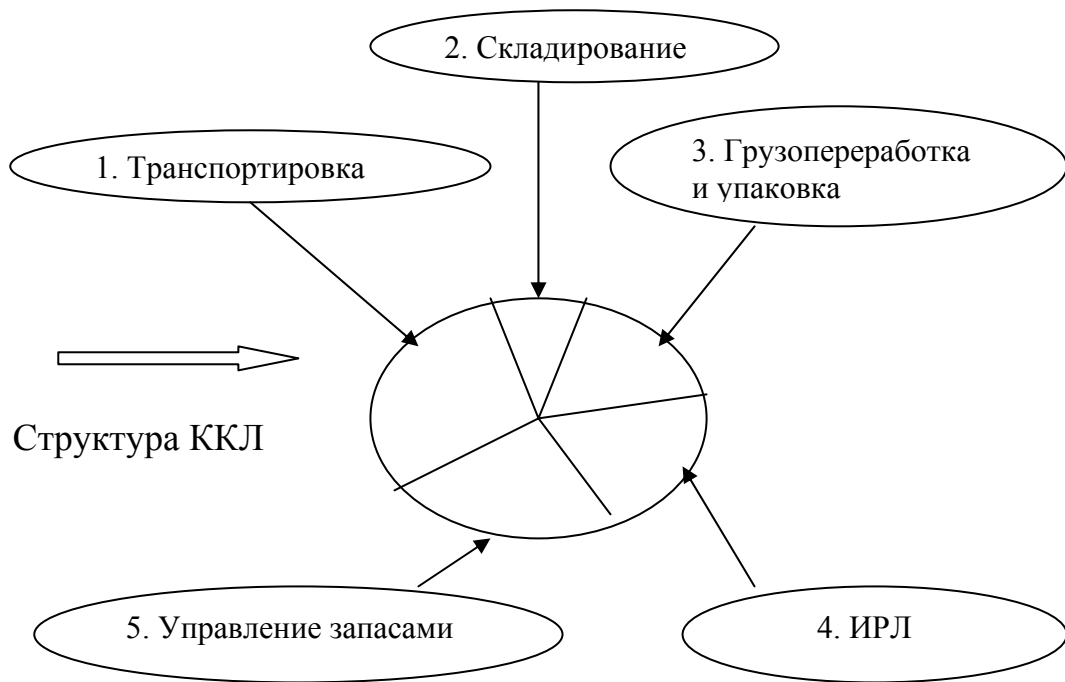 2. Складирование
1. Транспортировка
3. Грузопереработка
и упаковка
Структура ККЛ
5. Управление запасами
4. ИРЛ